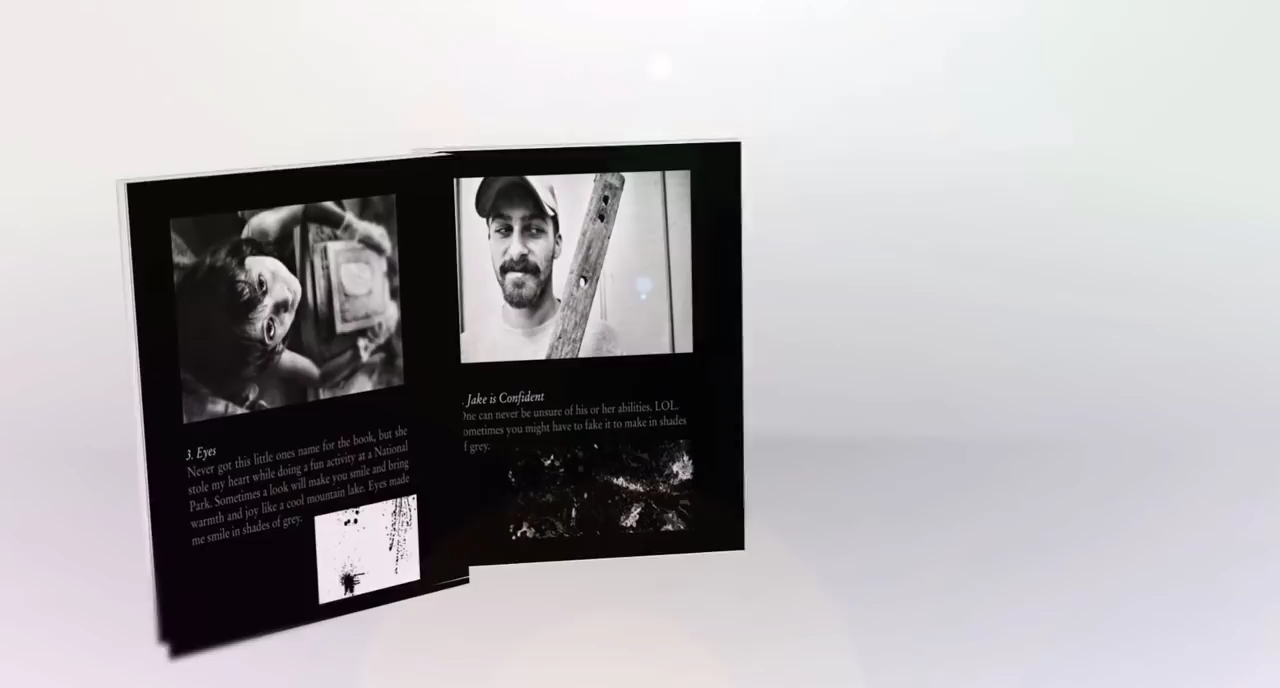 3. Eyes
Never got this little ones name for the book, but she
stole my heart while doing a fun activity at a National
Park. Sometimes a look will make you smile and bring
warmth and joy like a cool mountain lake. Eyes made
me smile in shades of grey.
. Jake is Confident
One can never be unsure of his or her abilities. LOL.
ometimes you might have to fake it to make in shades
f grey.